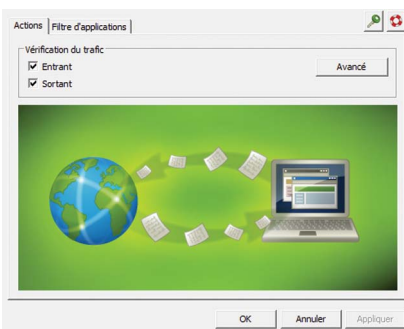 Actions Filtre d'applications
Vérification du trafic
Entrant
Avancé
Sortant
OK Annuler Appliquer